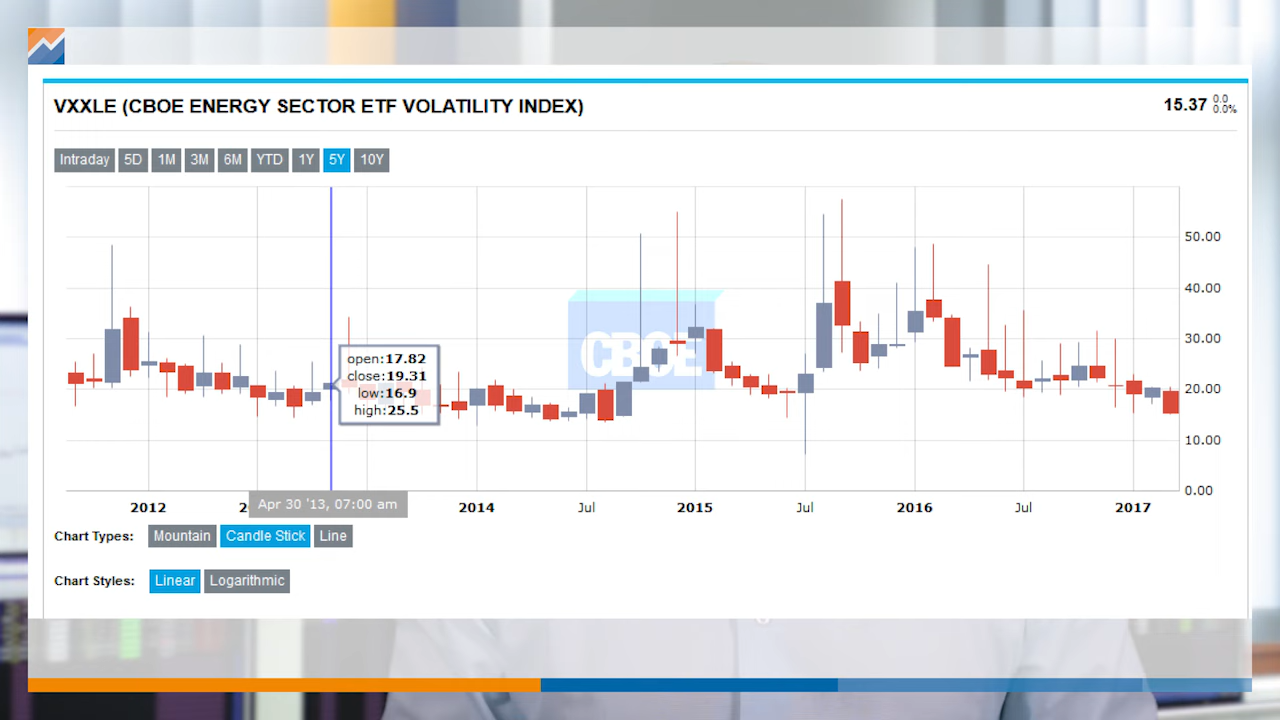 VXXLE (CBOE ENERGY SECTOR ETF VOLATILITY INDEX)
15.37 0.0
0.0%
Intraday 5D 1M 3M 6M YTD 1Y 5Y 10Y
50.00
40.00
CBOE
30.00
open:17.82
close:19.31
low:16.9
high:25.5
20.00
10.00
0.00
Apr 30 '13, 07:00 am
2012 2014 Jul 2015 Jul 2016 Jul 2017
Chart Types: Mountain Candle Stick Line
Chart Styles: Linear Logarithmic